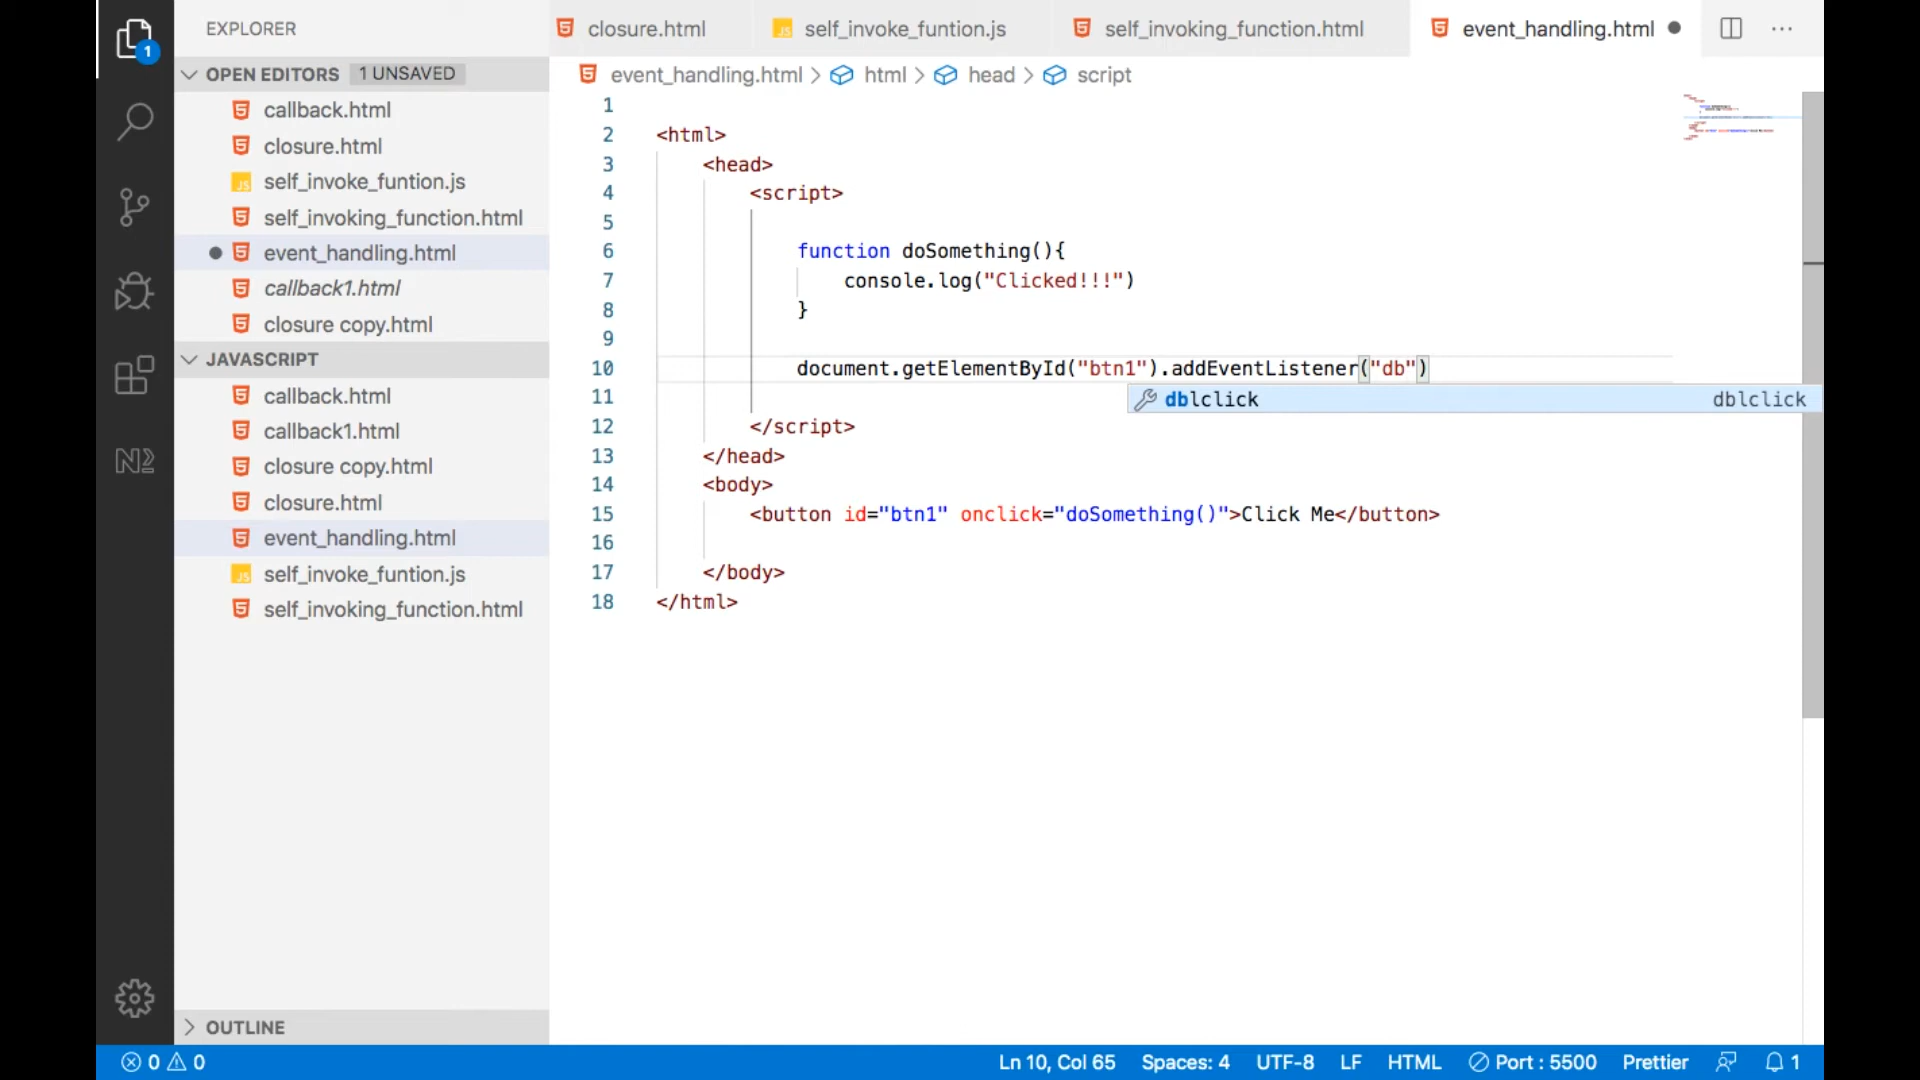 EXPLORER
closure.html
self_invoke_funtion.js
self_invoking_function.html
event_handling.html
OPEN EDITORS 1 UNSAVED
callback.html
closure.html
self_invoke_funtion.js
self_invoking_function.html
event_handling.html
callback1.html
closure copy.html
JAVASCRIPT
callback.html
callback1.html
closure copy.html
closure.html
event_handling.html
self_invoke_funtion.js
self_invoking_function.html
OUTLINE
event_handling.html > html > head > script
1
2 <html>
3 <head>
4 <script>
5
6 function doSomething(){
7 console.log("Clicked!!!")
8 }
9
10 document.getElementById("btn1").addEventListener("db")
dblclick dblclick
11
12 </script>
13 </head>
14 <body>
15 <button id="btn1" onclick="doSomething()">Click Me</button>
16
17 </body>
18 </html>
1
0 0 Ln 10, Col 65 Spaces: 4 UTF-8 LF HTML Port : 5500 Prettier 1